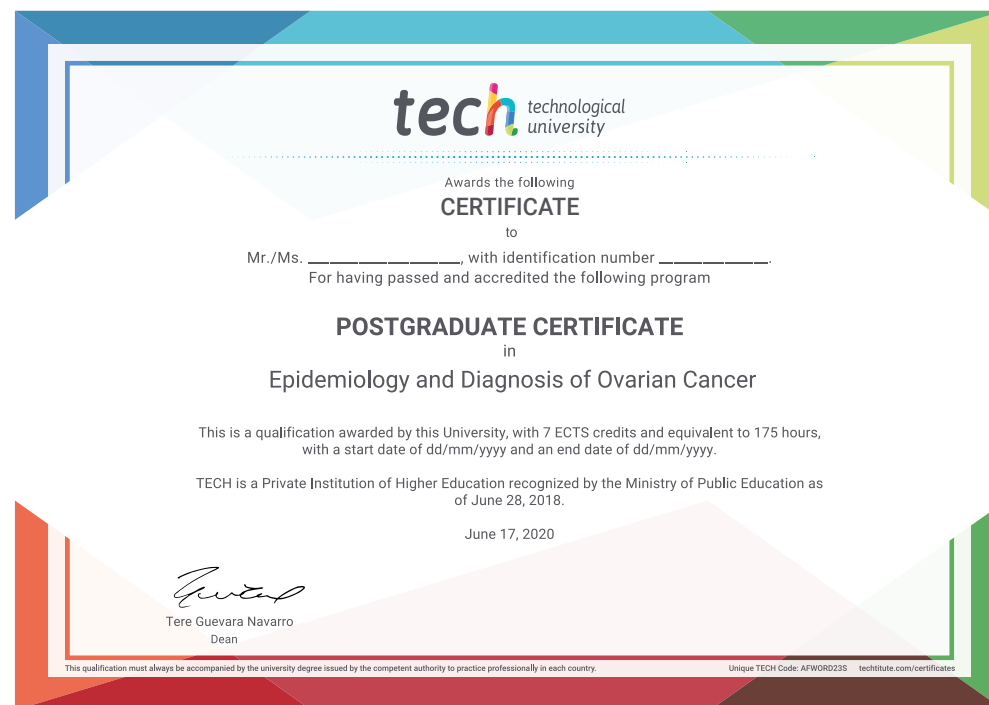 tech technological
university
Awards the following
CERTIFICATE
to
Mr./Ms. ____________________, with identification number ______________.
For having passed and accredited the following program
POSTGRADUATE CERTIFICATE
in
Epidemiology and Diagnosis of Ovarian Cancer
This is a qualification awarded by this University, with 7 ECTS credits and equivalent to 175 hours,
with a start date of dd/mm/yyyy and an end date of dd/mm/yyyy.
TECH is a Private Institution of Higher Education recognized by the Ministry of Public Education as
of June 28, 2018.
June 17, 2020
Tere Guevara Navarro
Dean
This qualification must always be accompanied by the university degree issued by the competent authority to practice professionally in each country.
Unique TECH Code: AFWORD23S techtitute.com/certificates